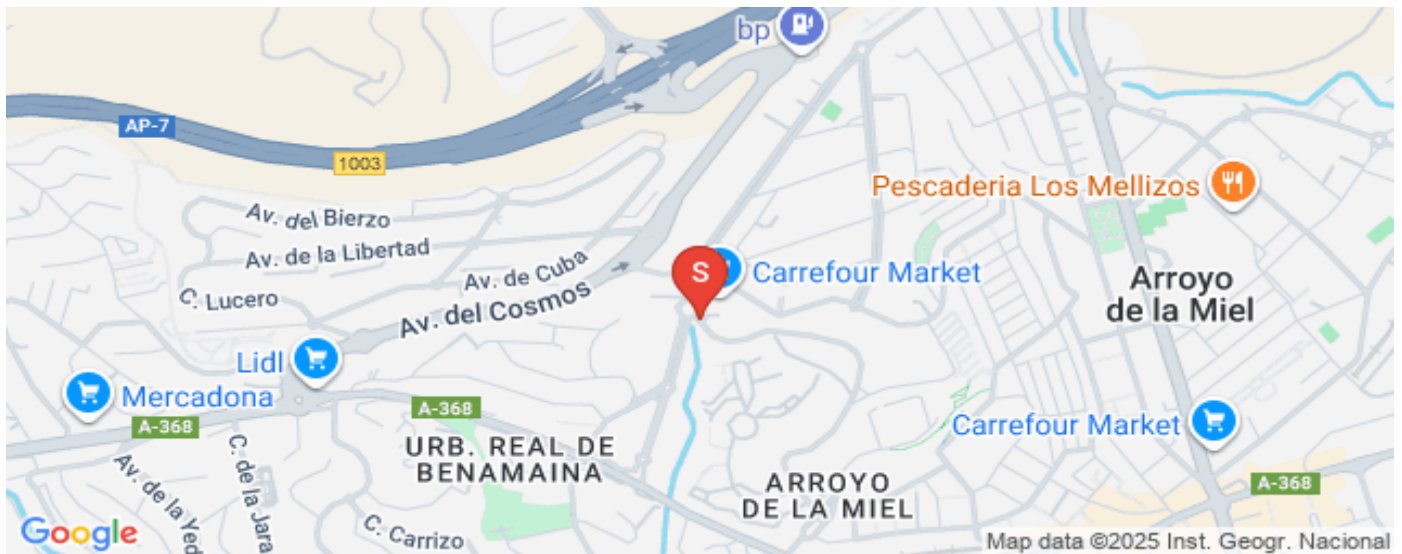 bp
AP-7
1003
Pescaderia Los Mellizos
Av. del Bierzo
Av. de la Libertad
Av. de Cuba
C. Lucero
Av. del Cosmos
S
Carrefour Market
Arroyo
de la Miel
Lidl
Mercadona
A-368
A-368
Carrefour Market
URB. REAL DE
BENAMAINA
C. de la Jara
Av. de la Yed
ARROYO
DE LA MIEL
A-368
C. Carrizo
Google
Map data ©2025 Inst. Geogr. Nacional